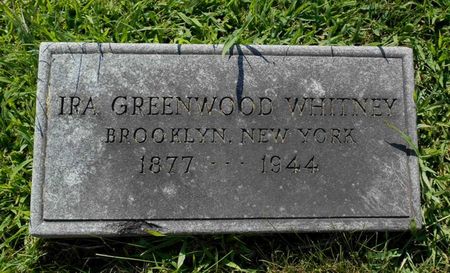 IRA GREENWOOD WHITNEY
BROOKLYN, NEW YORK
1877 ··· 1944